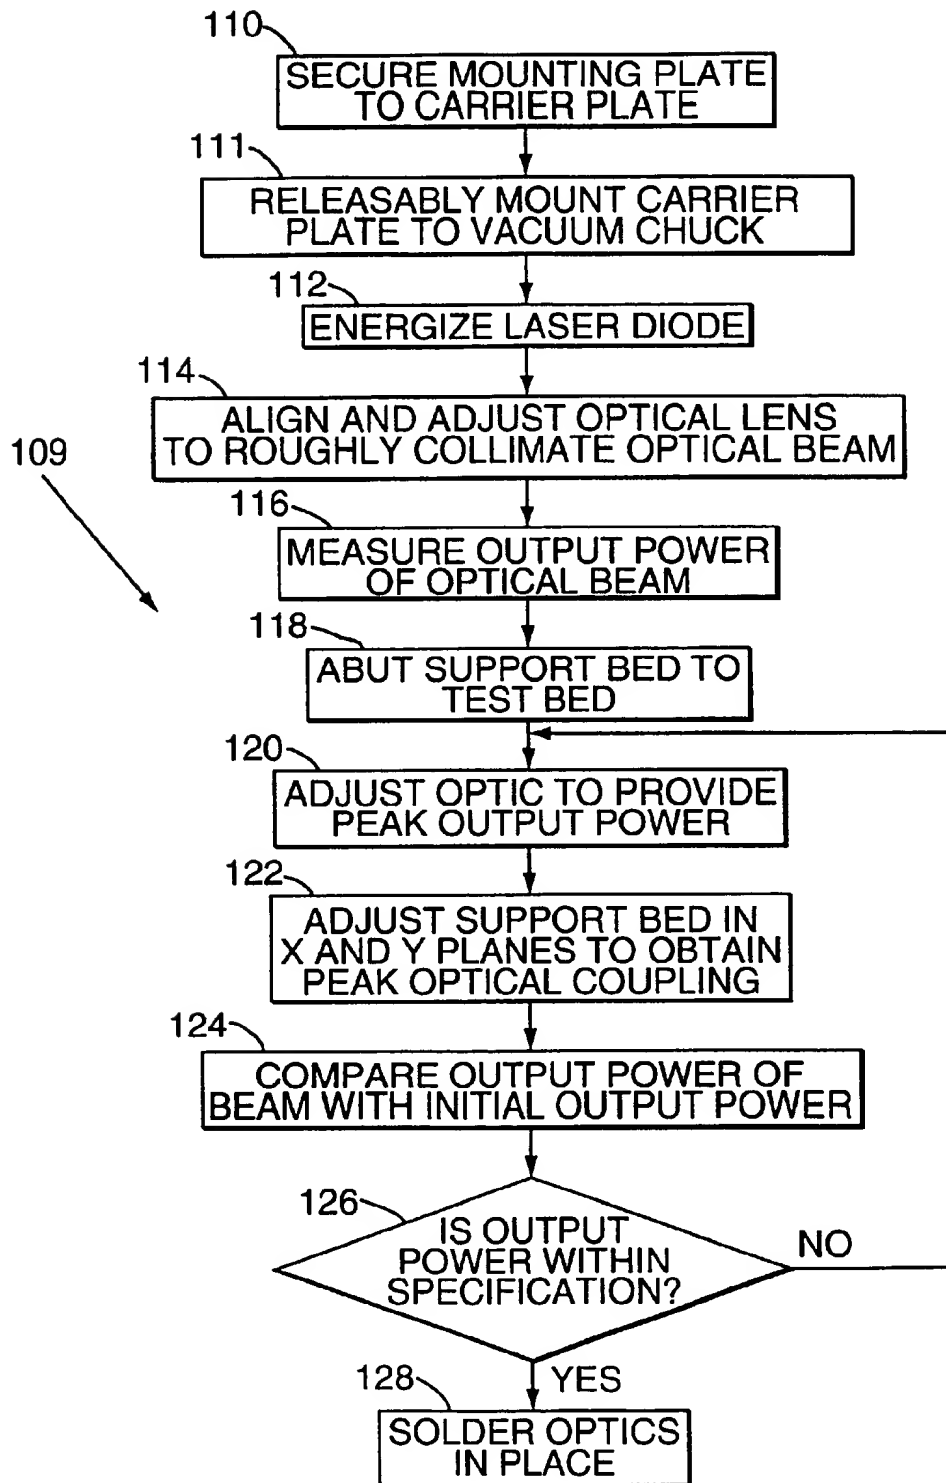 110
SECURE MOUNTING PLATE
TO CARRIER PLATE
111
RELEASABLY MOUNT CARRIER
PLATE TO VACUUM CHUCK
112
ENERGIZE LASER DIODE
114
ALIGN AND ADJUST OPTICAL LENS
TO ROUGHLY COLLIMATE OPTICAL BEAM
109
116
MEASURE OUTPUT POWER
OF OPTICAL BEAM
118
ABUT SUPPORT BED TO
TEST BED
120
ADJUST OPTIC TO PROVIDE
PEAK OUTPUT POWER
122
ADJUST SUPPORT BED IN
X AND Y PLANES TO OBTAIN
PEAK OPTICAL COUPLING
124
COMPARE OUTPUT POWER OF
BEAM WITH INITIAL OUTPUT POWER
126
IS OUTPUT
POWER WITHIN
SPECIFICATION?
NO
YES
128
SOLDER OPTICS
IN PLACE